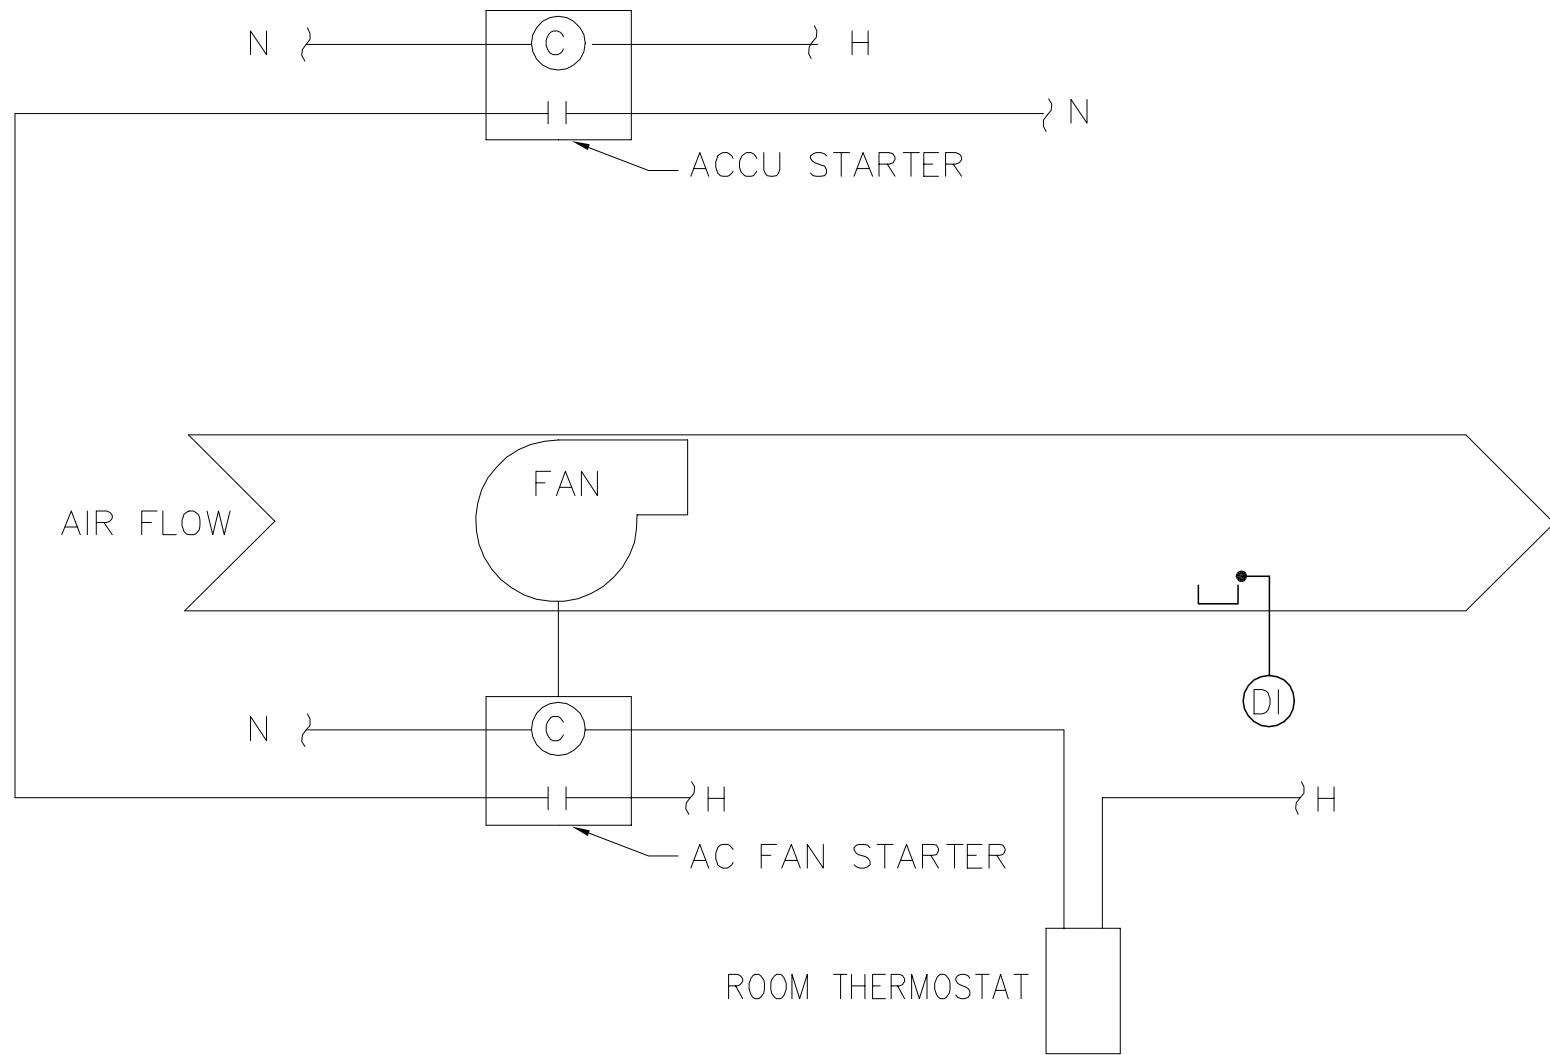 N C H
N
ACCU STARTER
FAN
AIR FLOW
DI
N C
H H
AC FAN STARTER
ROOM THERMOSTAT